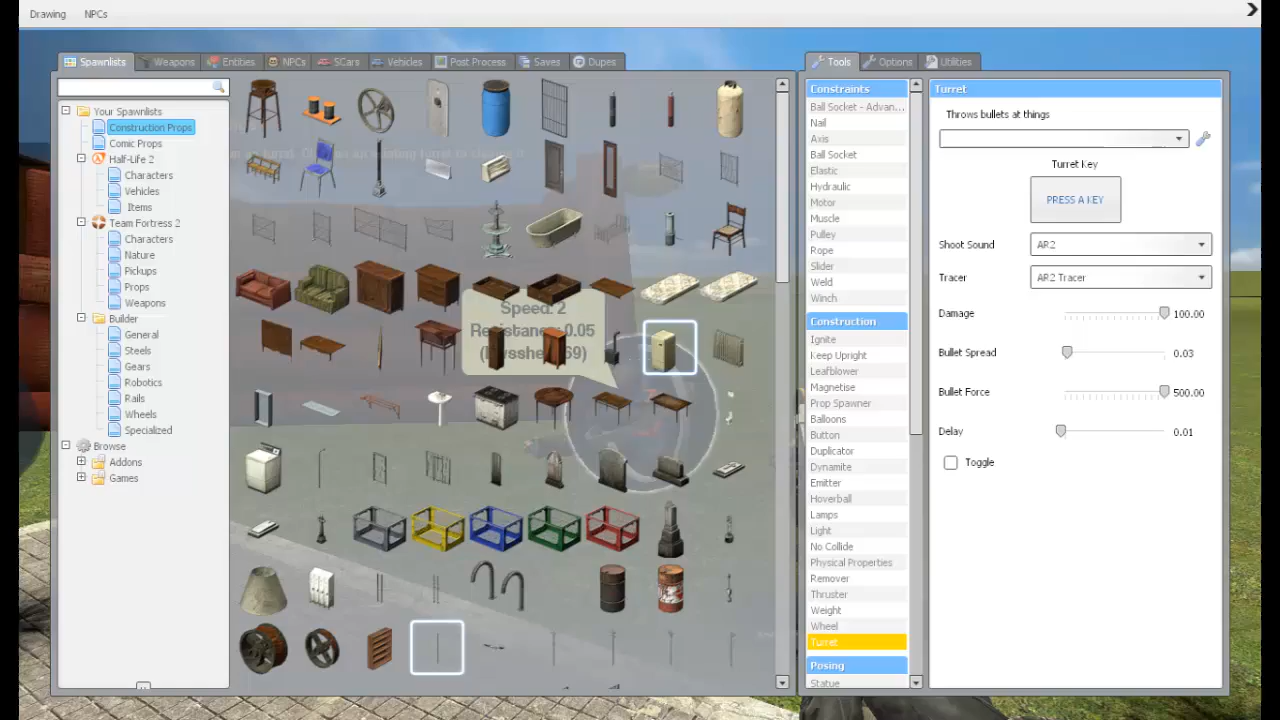 Drawing NPCs
Spawnlists Weapons Entities NPCs SCars Vehicles Post Process Saves Dupes
Your Spawnlists
Construction Props
Comic Props
Half-Life 2
Characters
Vehicles
Items
Team Fortress 2
Characters
Nature
Pickups
Props
Weapons
Builder
General
Steels
Gears
Robotics
Rails
Wheels
Specialized
Browse
Addons
Games
Speed: 2
Resistance: 0.05
Tools Options Utilities
Constraints
Ball Socket - Advan...
Nail
Axis
Ball Socket
Elastic
Hydraulic
Motor
Muscle
Pulley
Rope
Slider
Weld
Winch
Construction
Ignite
Keep Upright
Leafblower
Magnetise
Prop Spawner
Balloons
Button
Duplicator
Dynamite
Emitter
Hoverball
Lamps
Light
No Collide
Physical Properties
Remover
Thruster
Weight
Wheel
Turret
Posing
Statue
Turret
Throws bullets at things
Turret Key
PRESS A KEY
Shoot Sound AR2
Tracer AR2 Tracer
Damage 100.00
Bullet Spread 0.03
Bullet Force 500.00
Delay 0.01
Toggle